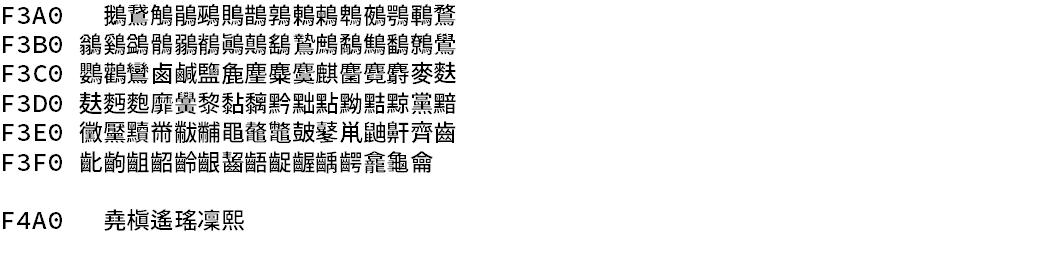 F3A0 鵝鵞鵤鵑鵐鵙鵲鶉鶇鶫鵯鵺鶚鶤鶩
F3B0 鶲鷄鷁鶻鶸鶺鷆鷏鷂鷙鷓鷸鷦鷭鷯鷽
F3C0 鸚鸛鸞鹵鹹鹽麁麈麋麌麒麕麑麝麥麩
F3D0 麸麪麭靡黌黎黏黐黔黜點黝黠黥黨黯
F3E0 黴黶黷黹黻黼黽鼇鼈皷鼕鼡鼬鼾齊齒
F3F0 齔齣齟齠齡齦齧齬齪齷齲齶龕龜龠
F4A0 堯槇遙瑤凜熙